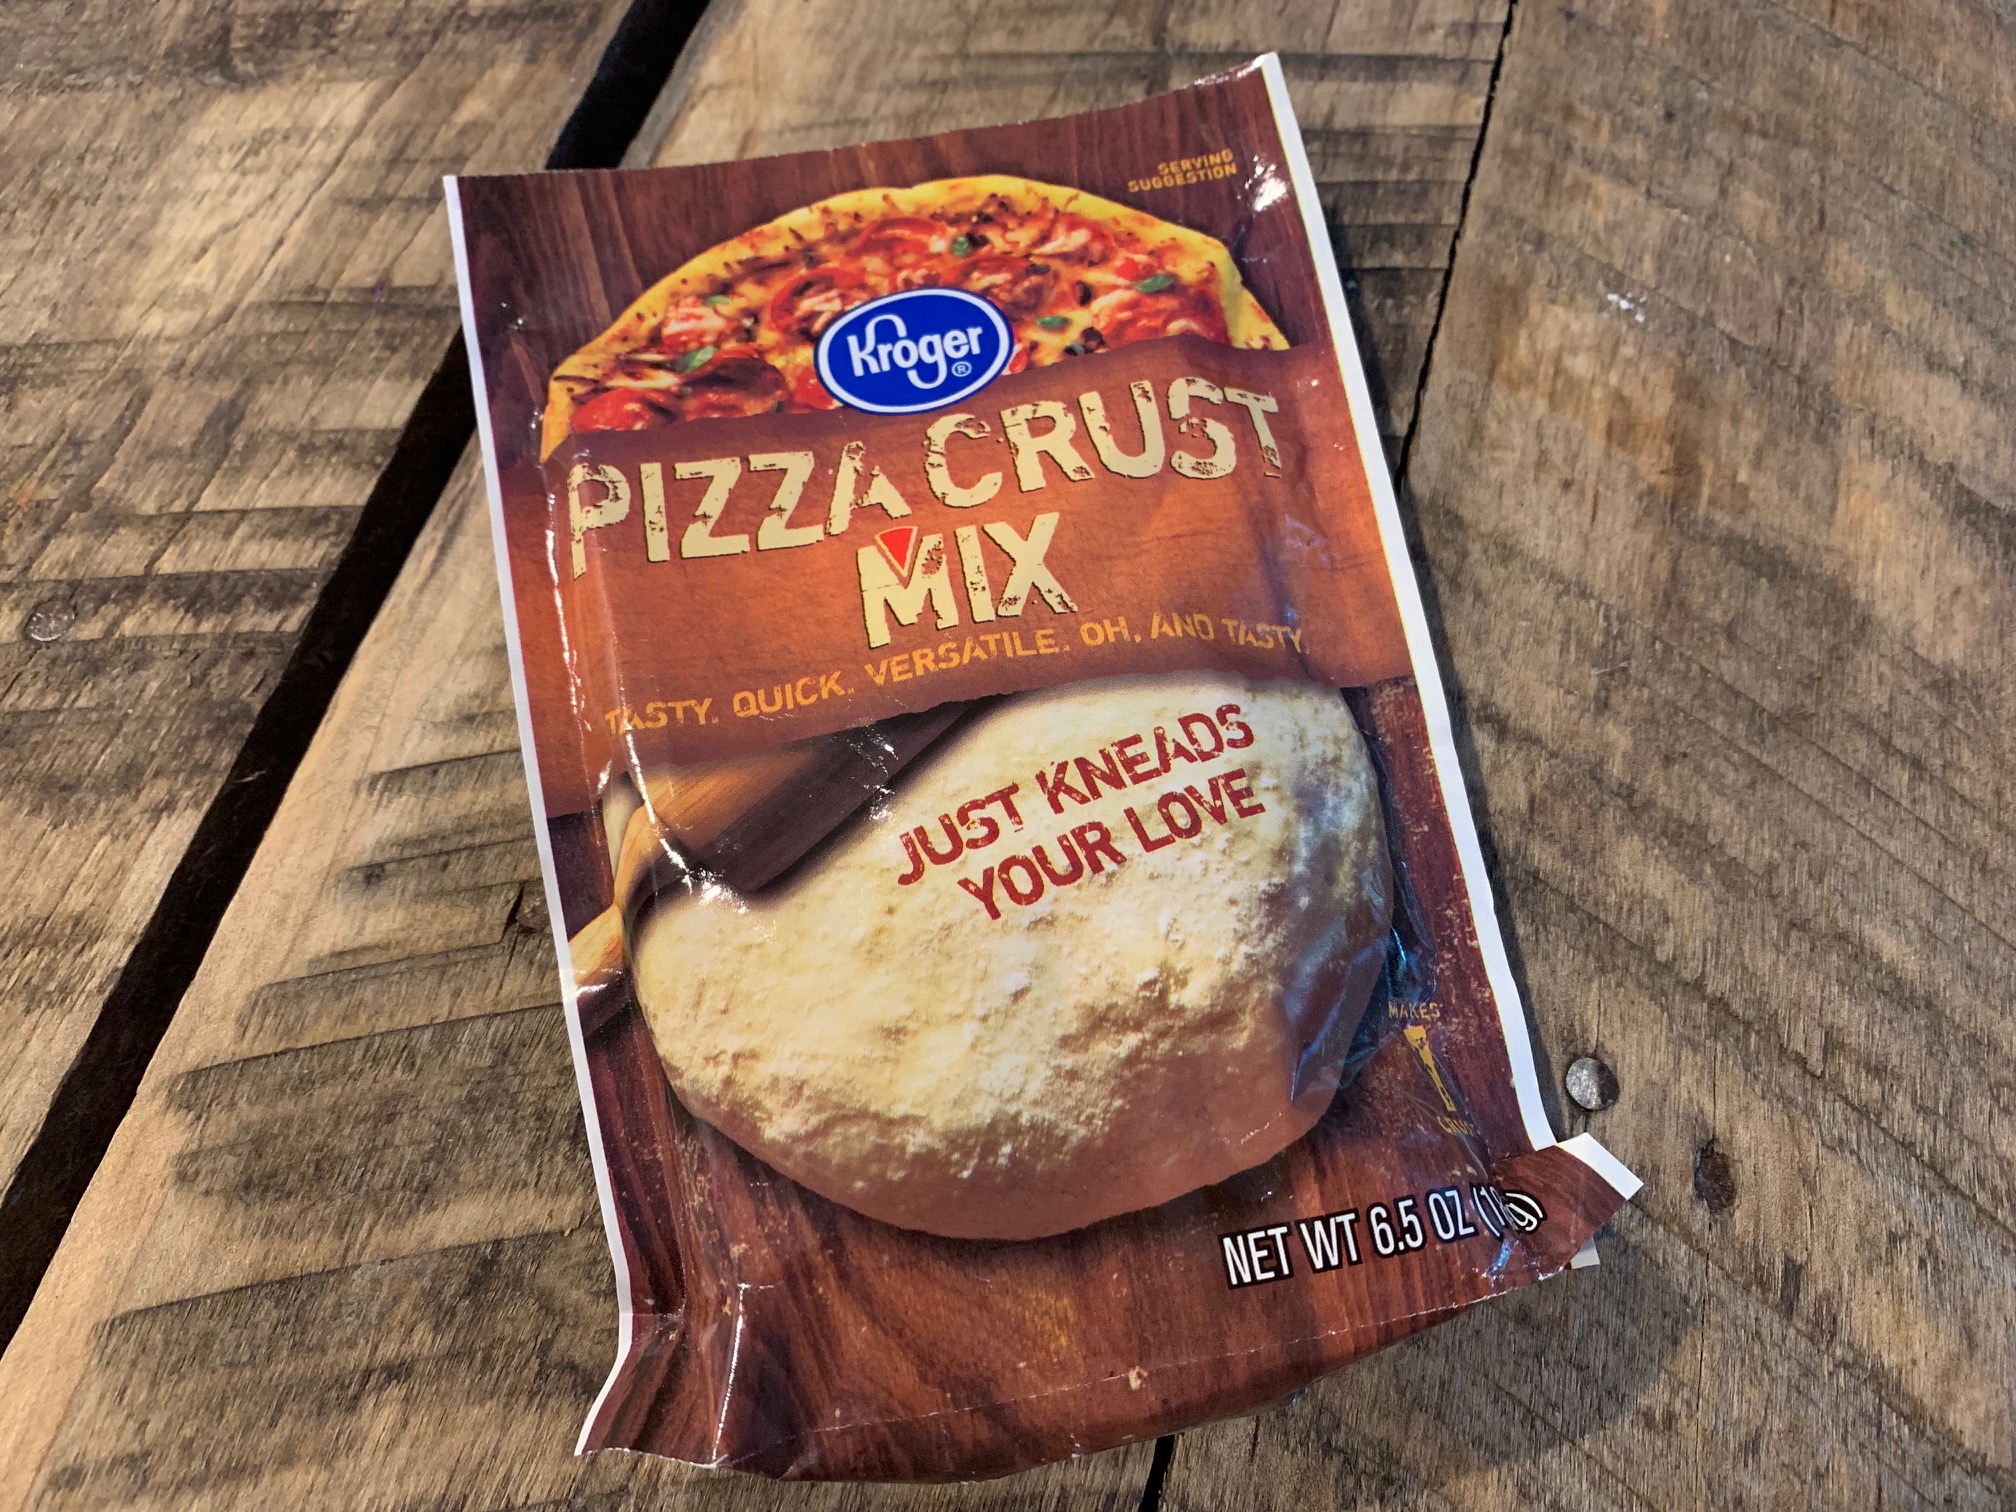 SERVING
SUGGESTION
Kroger®
PIZZA CRUST
MIX
TASTY. QUICK. VERSATILE. OH, AND TASTY.
JUST KNEADS
YOUR LOVE
MAKES
1
NET WT 6.5 OZ